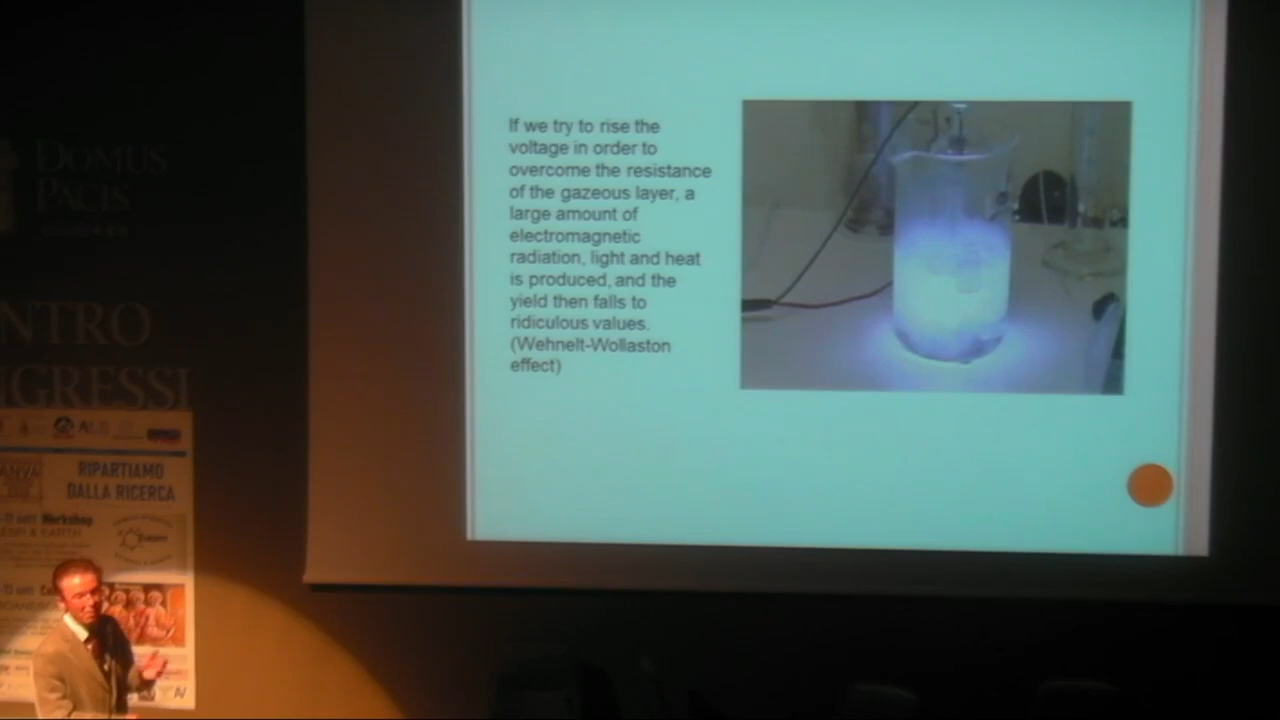 If we try to rise the
voltage in order to
overcome the resistance
of the gazeous layer, a
large amount of
electromagnetic
radiation, light and heat
is produced, and the
yield then falls to
ridiculous values.
(Wehnelt-Wollaston
effect)
DOMUS
PACIS
NTRO
NGRESSI
RIPARTIAMO
DALLA RICERCA
Workshop